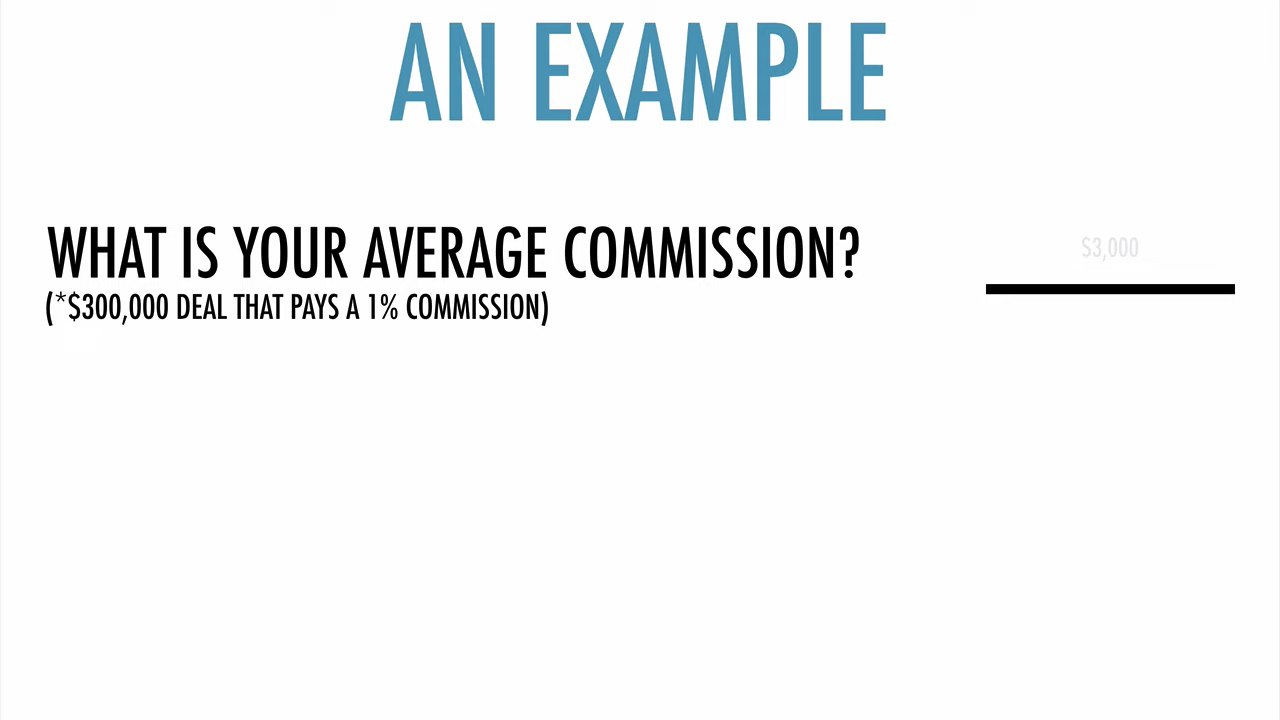 AN EXAMPLE
WHAT IS YOUR AVERAGE COMMISSION?
$3,000
(*$300,000 DEAL THAT PAYS A 1% COMMISSION)